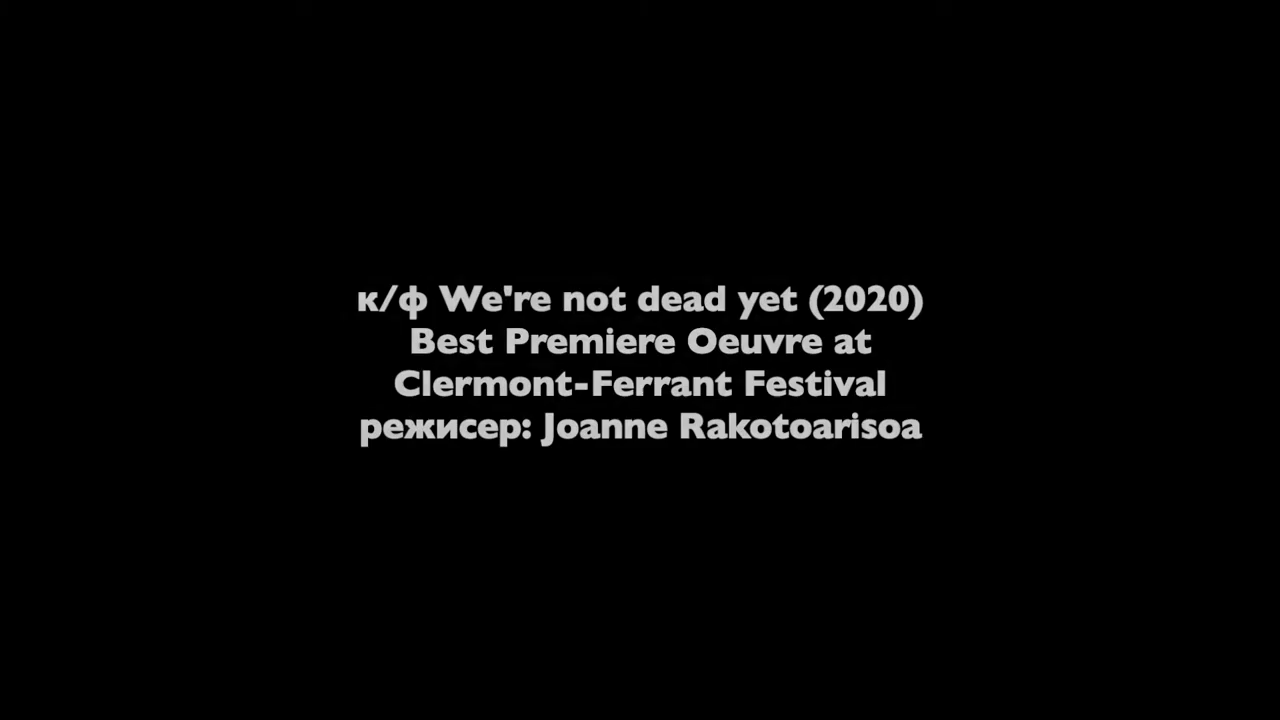 к/ф We're not dead yet (2020)
Best Premiere Oeuvre at
Clermont-Ferrant Festival
режисер: Joanne Rakotoarisoa